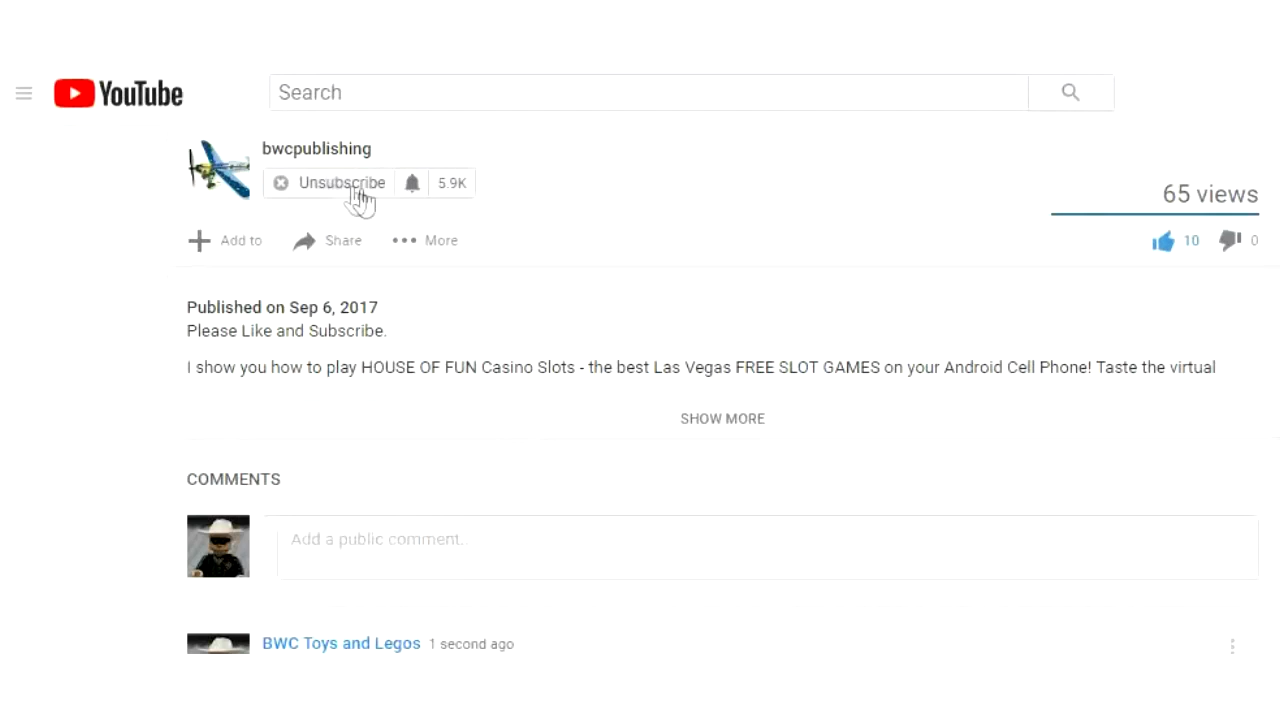 YouTube
Search
bwcpublishing
Unsubscribe 5.9K
65 views
Add to Share More
10 0
Published on Sep 6, 2017
Please Like and Subscribe.
I show you how to play HOUSE OF FUN Casino Slots - the best Las Vegas FREE SLOT GAMES on your Android Cell Phone! Taste the virtual
SHOW MORE
COMMENTS
Add a public comment.
BWC Toys and Legos 1 second ago